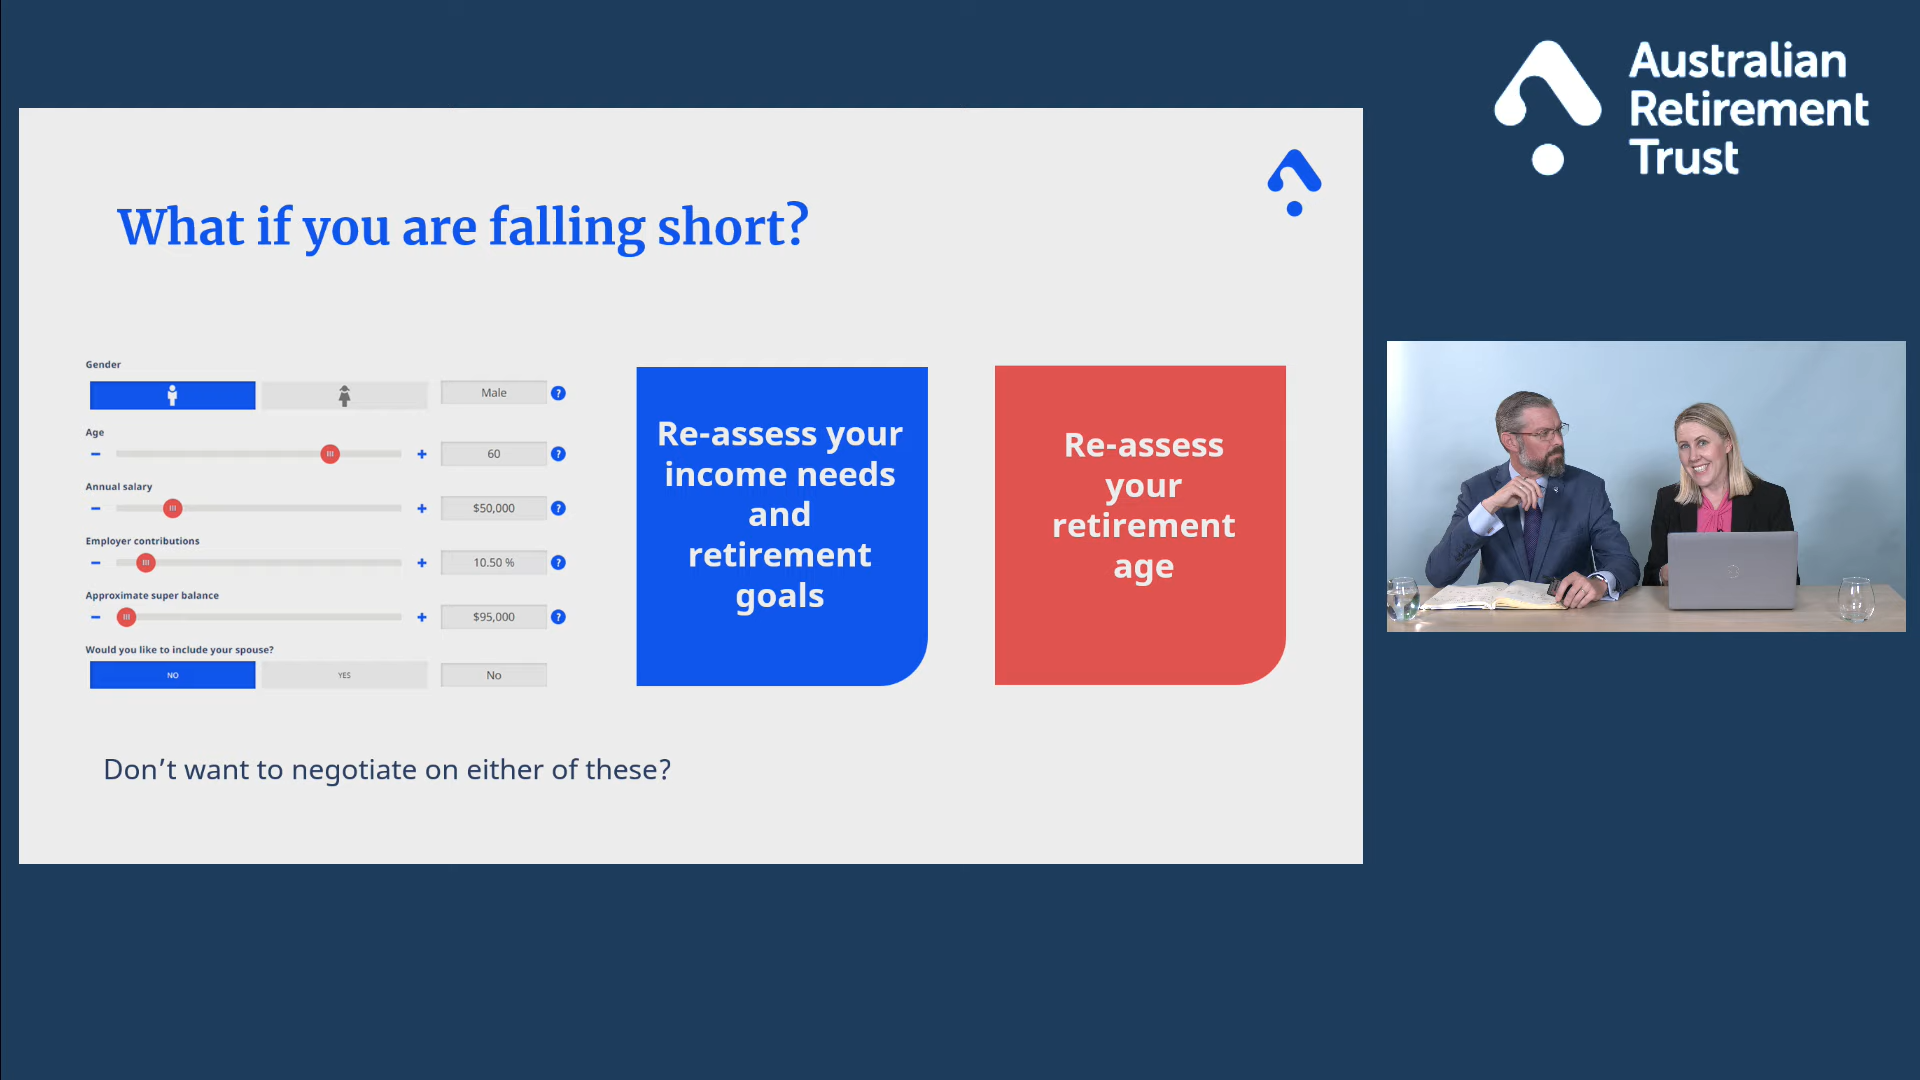 Australian
Retirement
Trust
What if you are falling short?
Gender
Male
?
Age
60
?
Annual salary
$50,000
?
Employer contributions
10.50 %
?
Approximate super balance
$95,000
?
Would you like to include your spouse?
NO
YES
No
Re-assess your
income needs
and
retirement
goals
Re-assess
your
retirement
age
Don’t want to negotiate on either of these?